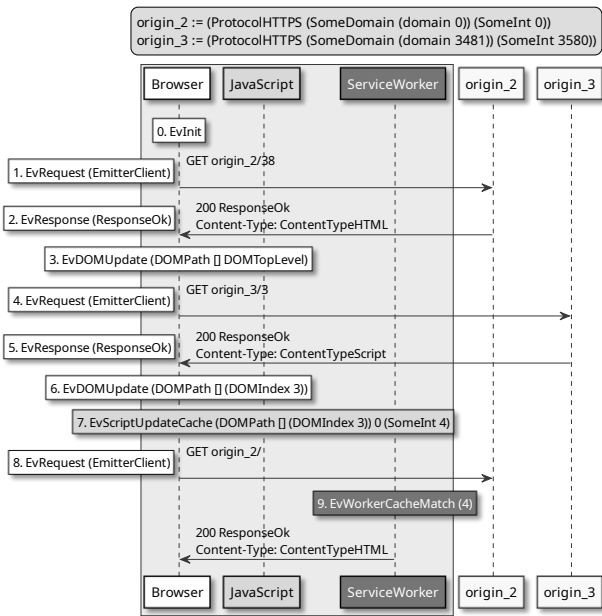 origin_2 := (ProtocolHTTPS (SomeDomain (domain 0)) (SomeInt 0))
origin_3 := (ProtocolHTTPS (SomeDomain (domain 3481)) (SomeInt 3580))
Browser JavaScript ServiceWorker origin_2 origin_3
0. EvInit
GET origin_2/38
1. EvRequest (EmitterClient)
200 ResponseOk
2. EvResponse (ResponseOk)
Content-Type: ContentTypeHTML
3. EvDOMUpdate (DOMPath [] DOMTopLevel)
GET origin_3/3
4. EvRequest (EmitterClient)
200 ResponseOk
5. EvResponse (ResponseOk)
Content-Type: ContentTypeScript
6. EvDOMUpdate (DOMPath [] (DOMIndex 3))
7. EvScriptUpdateCache (DOMPath [] (DOMIndex 3)) 0 (SomeInt 4)
GET origin_2/
8. EvRequest (EmitterClient)
9. EvWorkerCacheMatch (4)
200 ResponseOk
Content-Type: ContentTypeHTML
Browser JavaScript ServiceWorker origin_2 origin_3